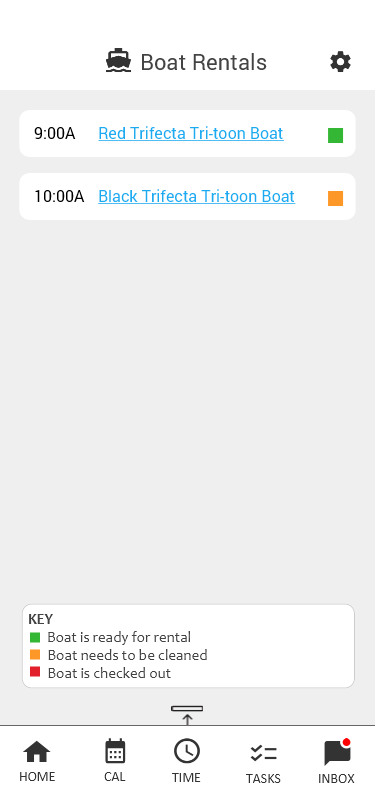 Boat Rentals
9:00A Red Trifecta Tri-toon Boat
10:00A Black Trifecta Tri-toon Boat
KEY
Boat is ready for rental
Boat needs to be cleaned
Boat is checked out
HOME CAL TIME TASKS INBOX